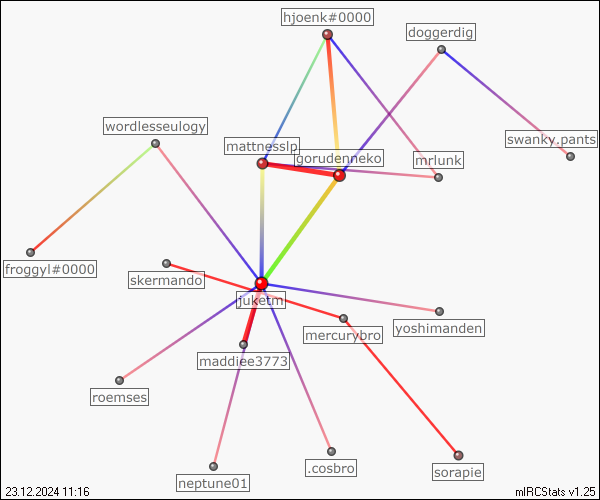 hjoenk#0000
doggerdig
wordlesseulogy
swanky.pants
mattnesslp
gorudenneko
mrlunk
froggyl#0000
skermando
juketm
yoshimanden
mercurybro
maddiee3773
roemses
.cosbro
sorapie
neptune01
23.12.2024 11:16
mIRCStats v1.25